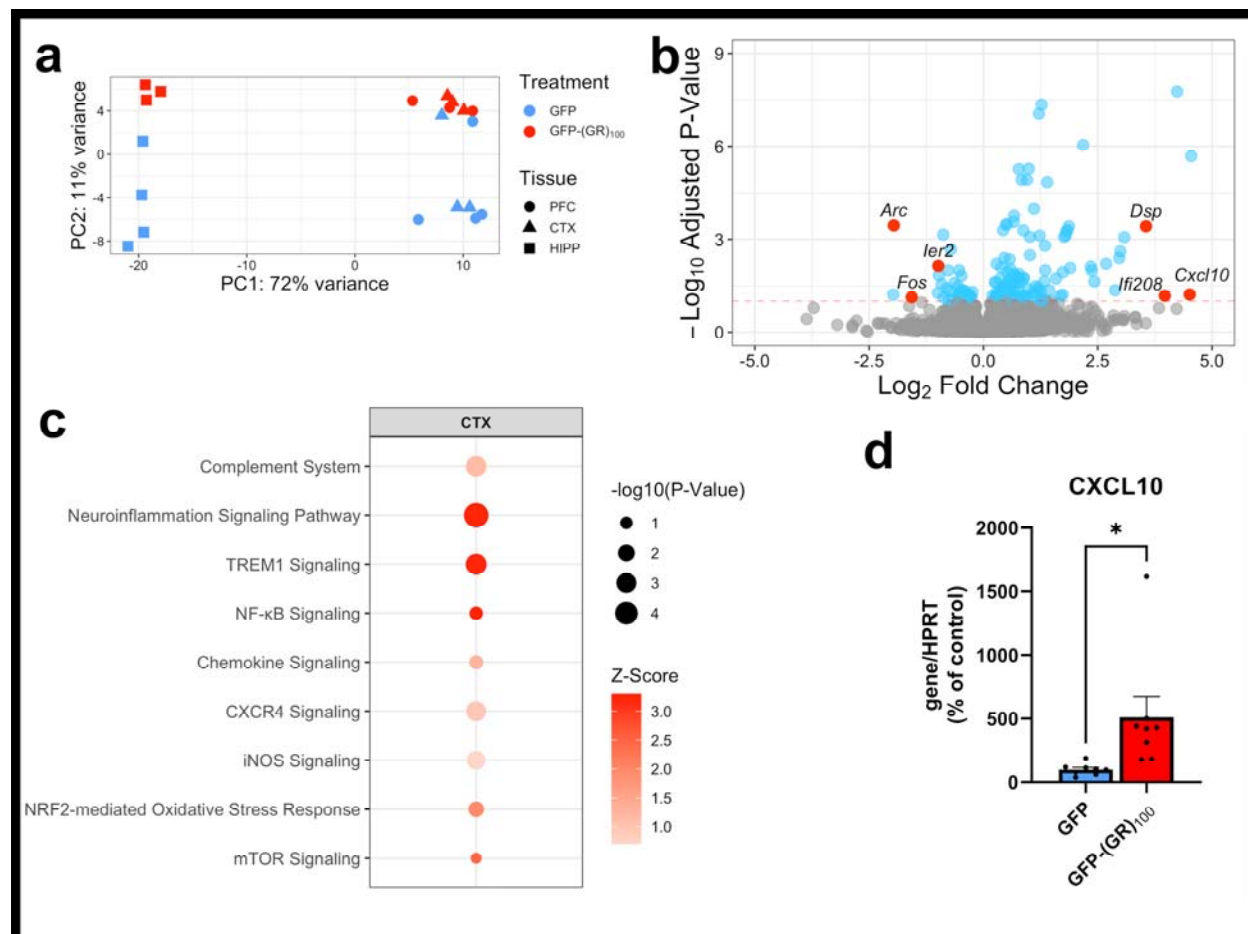 a
PC2: 11% variance
4
0
-4
-8
-20
-10
0
10
PC1: 72% variance
Treatment
GFP
GFP-(GR)₁₀₀
Tissue
PFC
CTX
HIPP
b
−Log₁₀ Adjusted P-Value
9
6
3
0
Arc
Ier2
Fos
Dsp
Ifi208
Cxcl10
-5.0
-2.5
0.0
2.5
5.0
Log₂ Fold Change
c
CTX
Complement System
Neuroinflammation Signaling Pathway
TREM1 Signaling
NF-κB Signaling
Chemokine Signaling
CXCR4 Signaling
iNOS Signaling
NRF2-mediated Oxidative Stress Response
mTOR Signaling
-log10(P-Value)
1
2
3
4
Z-Score
3.0
2.5
2.0
1.5
1.0
d
CXCL10
gene/HPRT
(% of control)
2000
1500
1000
500
0
*
GFP
GFP-(GR)₁₀₀